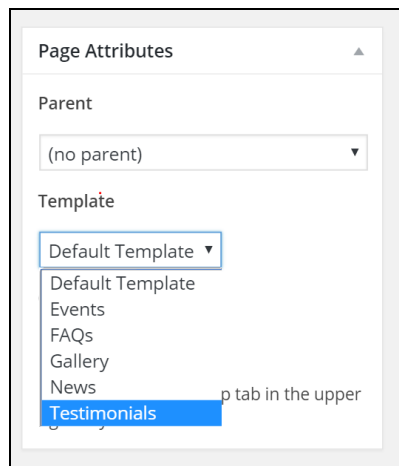 Page Attributes
Parent
(no parent)
Template
Default Template
Default Template
Events
FAQs
Gallery
News
p tab in the upper
Testimonials